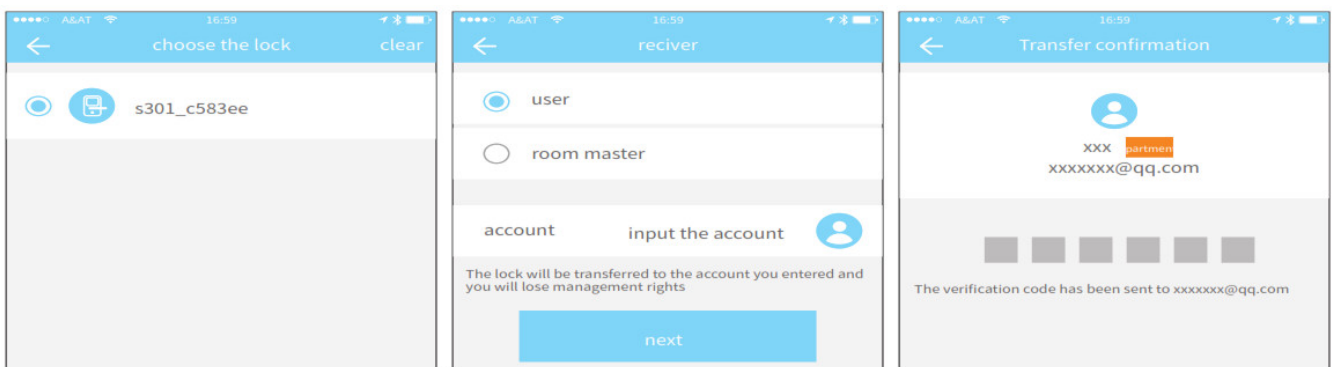 A&AT 16:59
choose the lock clear
s301_c583ee
A&AT 16:59
reciver
user
room master
account input the account
The lock will be transferred to the account you entered and
you will lose management rights
next
A&AT 16:59
Transfer confirmation
xxx partmen
xxxxxxx@qq.com
The verification code has been sent to xxxxxxx@qq.com